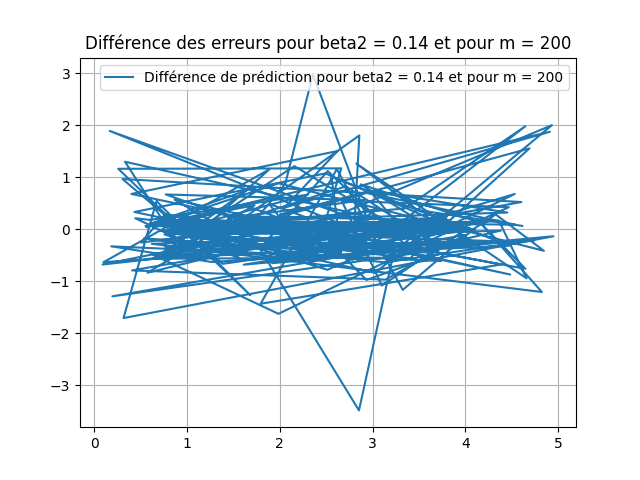 Différence des erreurs pour beta2 = 0.14 et pour m = 200
Différence de prédiction pour beta2 = 0.14 et pour m = 200
3
2
1
0
−1
−2
−3
0 1 2 3 4 5